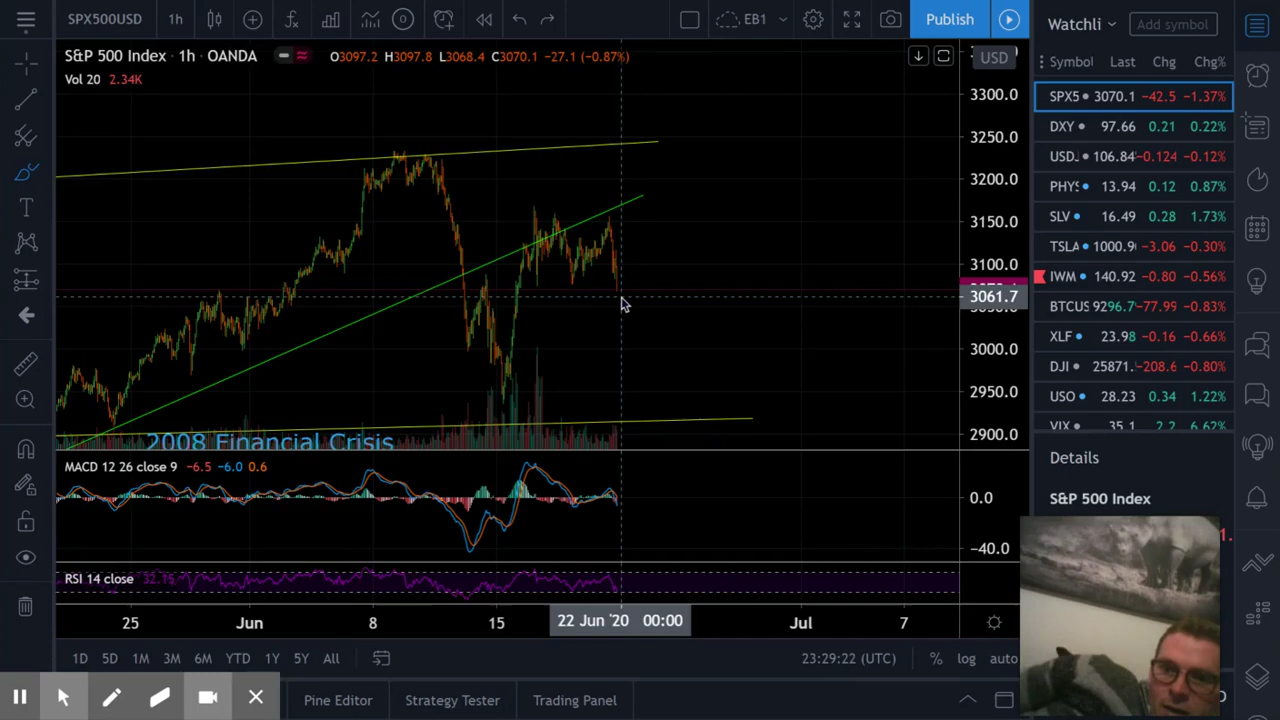 SPX500USD 1h EB1 Publish Watchli Add symbol
S&P 500 Index · 1h · OANDA O3097.2 H3097.8 L3068.4 C3070.1 −27.1 (−0.87%)
Vol 20 2.34K
USD
3300.0
3250.0
3200.0
3150.0
3100.0
3061.7
3000.0
2950.0
2900.0
2008 Financial Crisis
MACD 12 26 close 9 −6.5 −6.0 0.6
0.0
−40.0
RSI 14 close 32.15
25 Jun 8 15 22 Jun '20 00:00 Jul 7
1D 5D 1M 3M 6M YTD 1Y 5Y All 23:29:22 (UTC) % log auto
Pine Editor Strategy Tester Trading Panel
Symbol Last Chg Chg%
SPX5 3070.1 −42.5 −1.37%
DXY 97.66 0.21 0.22%
USD. 106.84 −0.124 −0.12%
PHYS 13.94 0.12 0.87%
SLV 16.49 0.28 1.73%
TSLA 1000.9 −3.06 −0.30%
IWM 140.92 −0.80 −0.56%
BTCUS 9296.7 −77.99 −0.83%
XLF 23.98 −0.16 −0.66%
DJI 25871. −208.6 −0.80%
USO 28.23 0.34 1.22%
VIX 35.1 2.2 6.62%
Details
S&P 500 Index